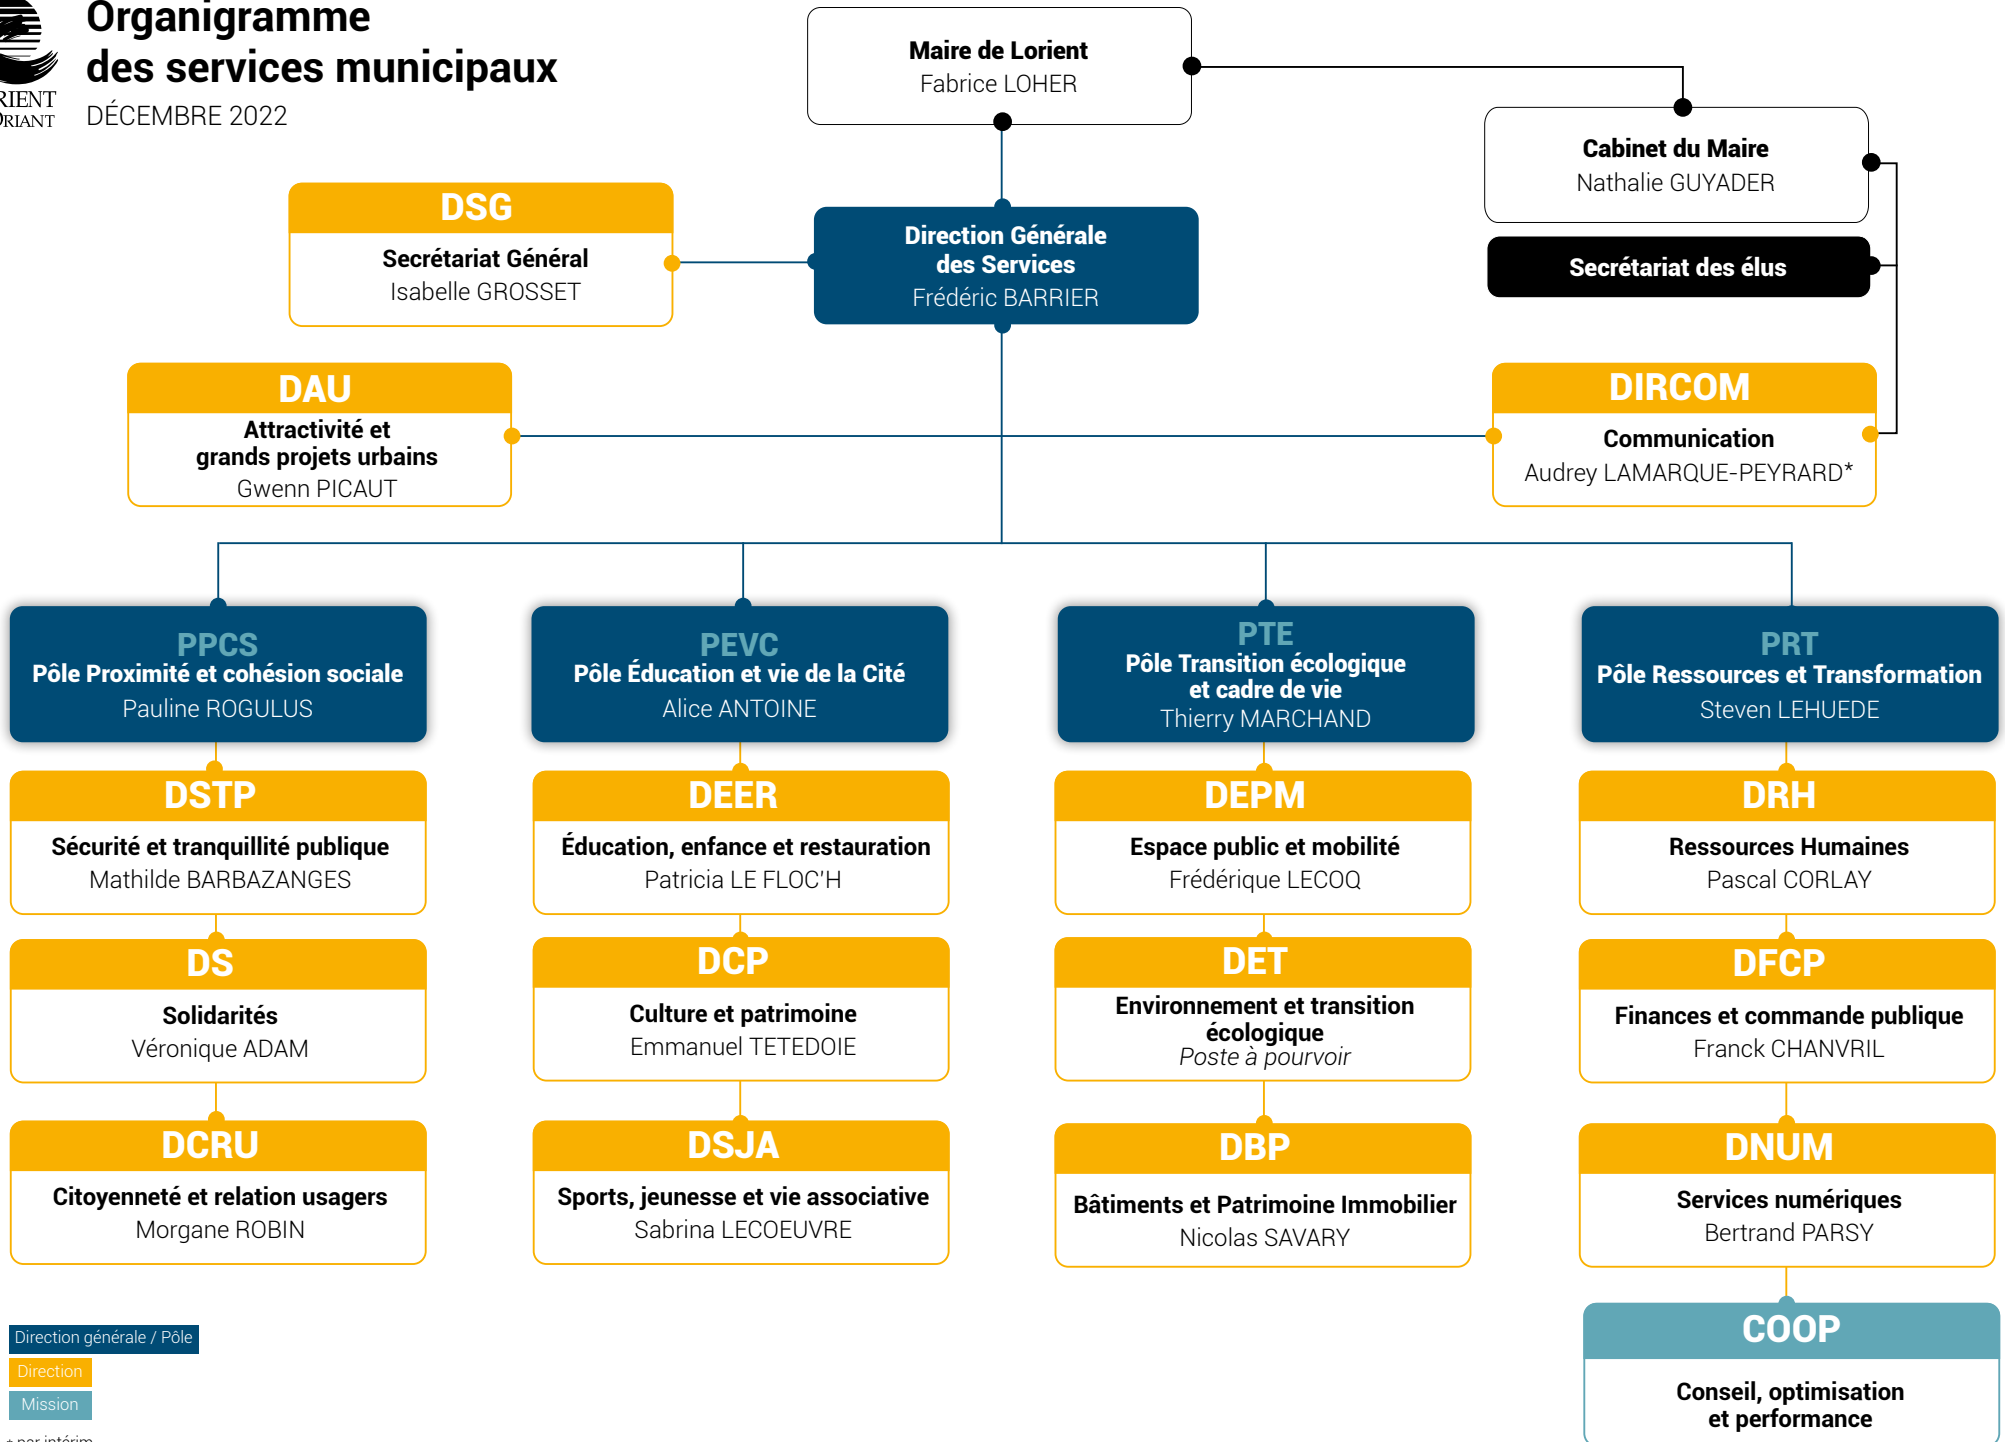 Organigramme
des services municipaux
DÉCEMBRE 2022
Maire de Lorient
Fabrice LOHER
Cabinet du Maire
Nathalie GUYADER
Secrétariat des élus
DSG
Secrétariat Général
Isabelle GROSSET
Direction Générale
des Services
Frédéric BARRIER
DAU
Attractivité et
grands projets urbains
Gwenn PICAUT
DIRCOM
Communication
Audrey LAMARQUE-PEYRARD*
PPCS
Pôle Proximité et cohésion sociale
Pauline ROGULUS
DSTP
Sécurité et tranquillité publique
Mathilde BARBAZANGES
DS
Solidarités
Véronique ADAM
DCRU
Citoyenneté et relation usagers
Morgane ROBIN
PEVC
Pôle Éducation et vie de la Cité
Alice ANTOINE
DEER
Éducation, enfance et restauration
Patricia LE FLOC'H
DCP
Culture et patrimoine
Emmanuel TETEDOIE
DSJA
Sports, jeunesse et vie associative
Sabrina LECOEUVRE
PTE
Pôle Transition écologique
et cadre de vie
Thierry MARCHAND
DEPM
Espace public et mobilité
Frédérique LECOQ
DET
Environnement et transition
écologique
Poste à pourvoir
DBP
Bâtiments et Patrimoine Immobilier
Nicolas SAVARY
PRT
Pôle Ressources et Transformation
Steven LEHUEDE
DRH
Ressources Humaines
Pascal CORLAY
DFCP
Finances et commande publique
Franck CHANVRIL
DNUM
Services numériques
Bertrand PARSY
COOP
Conseil, optimisation
et performance
Direction générale / Pôle
Direction
Mission
* par intérim